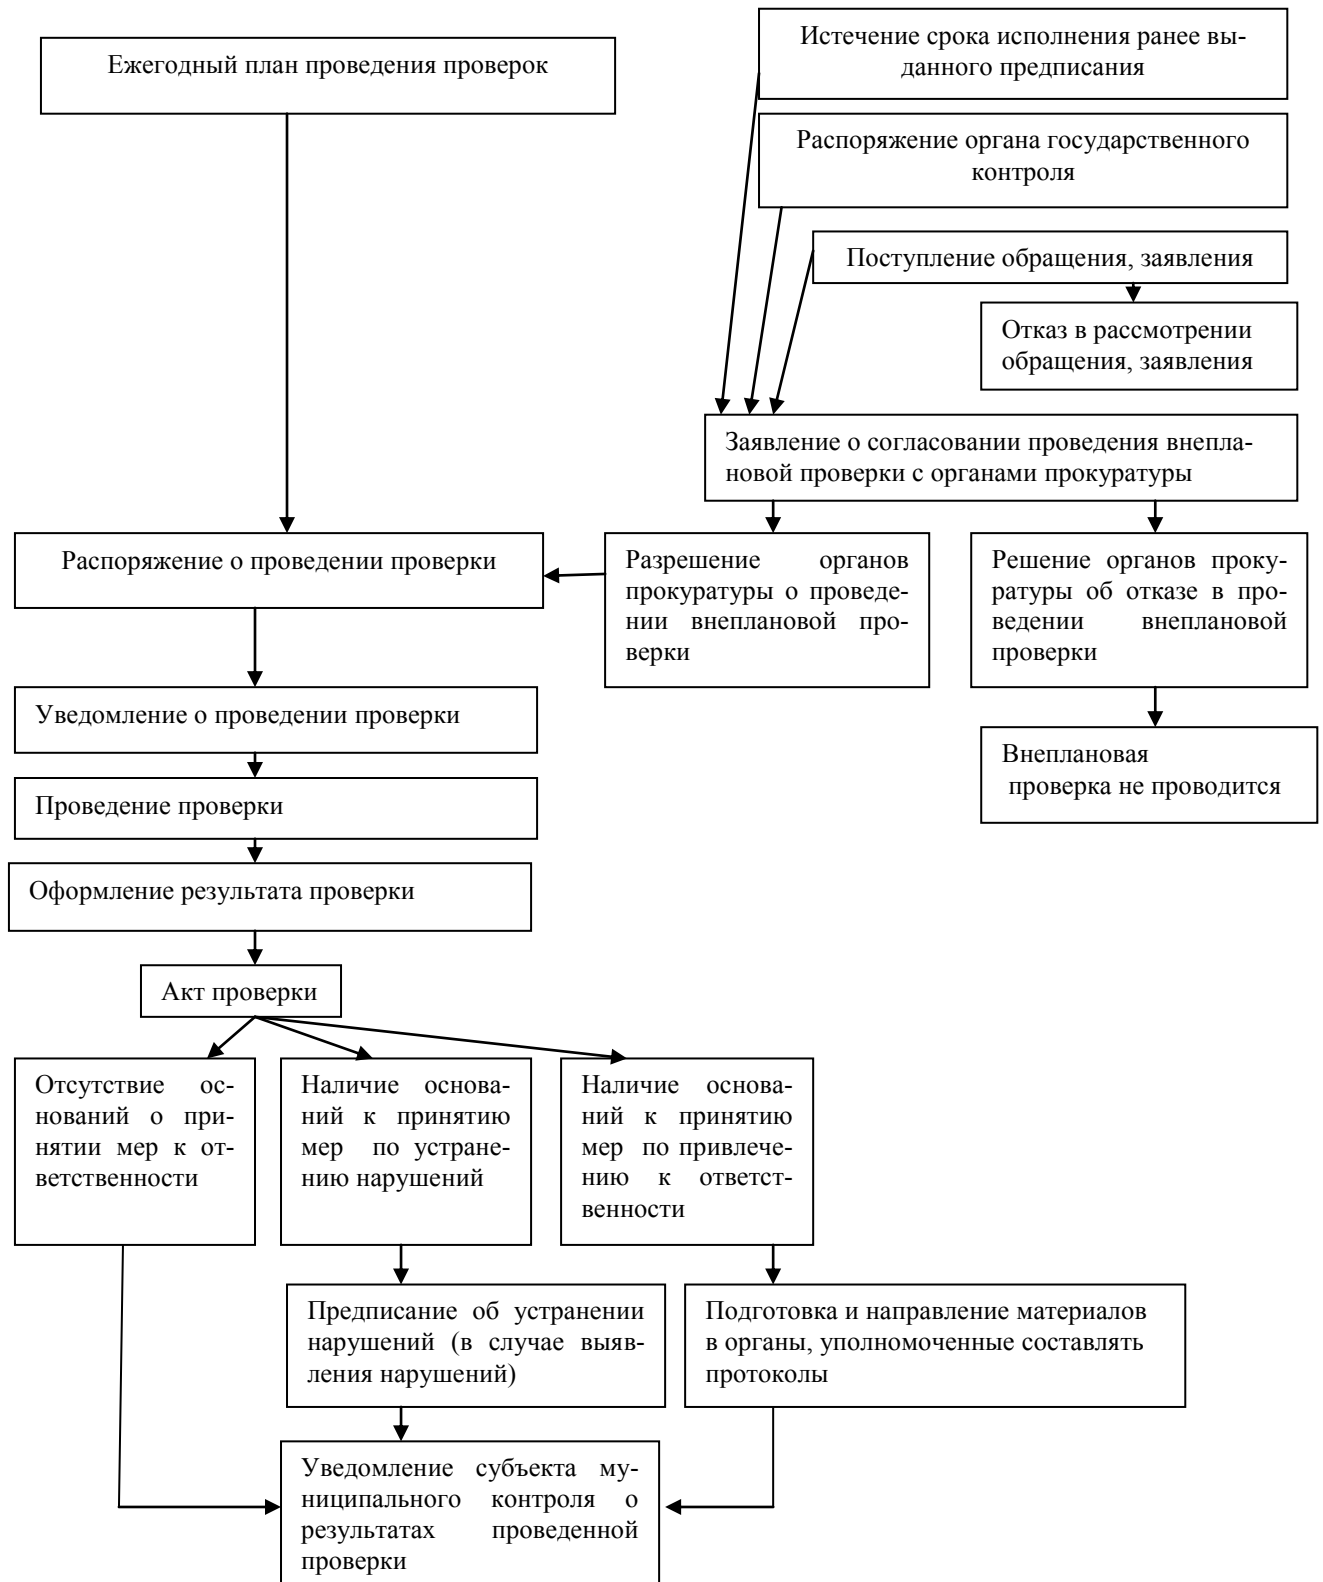 Ежегодный план проведения проверок
Истечение срока исполнения ранее вы-
данного предписания
Распоряжение органа государственного
контроля
Поступление обращения, заявления
Отказ в рассмотрении
обращения, заявления
Заявление о согласовании проведения внепла-
новой проверки с органами прокуратуры
Распоряжение о проведении проверки
Разрешение органов
прокуратуры о проведе-
нии внеплановой про-
верки
Решение органов проку-
ратуры об отказе в про-
ведении внеплановой
проверки
Уведомление о проведении проверки
Внеплановая
проверка не проводится
Проведение проверки
Оформление результата проверки
Акт проверки
Отсутствие ос-
нований о при-
нятии мер к от-
ветственности
Наличие основа-
ний к принятию
мер по устране-
нию нарушений
Наличие основа-
ний к принятию
мер по привлече-
нию к ответст-
венности
Предписание об устранении
нарушений (в случае выяв-
ления нарушений)
Подготовка и направление материалов
в органы, уполномоченные составлять
протоколы
Уведомление субъекта му-
ниципального контроля о
результатах проведенной
проверки